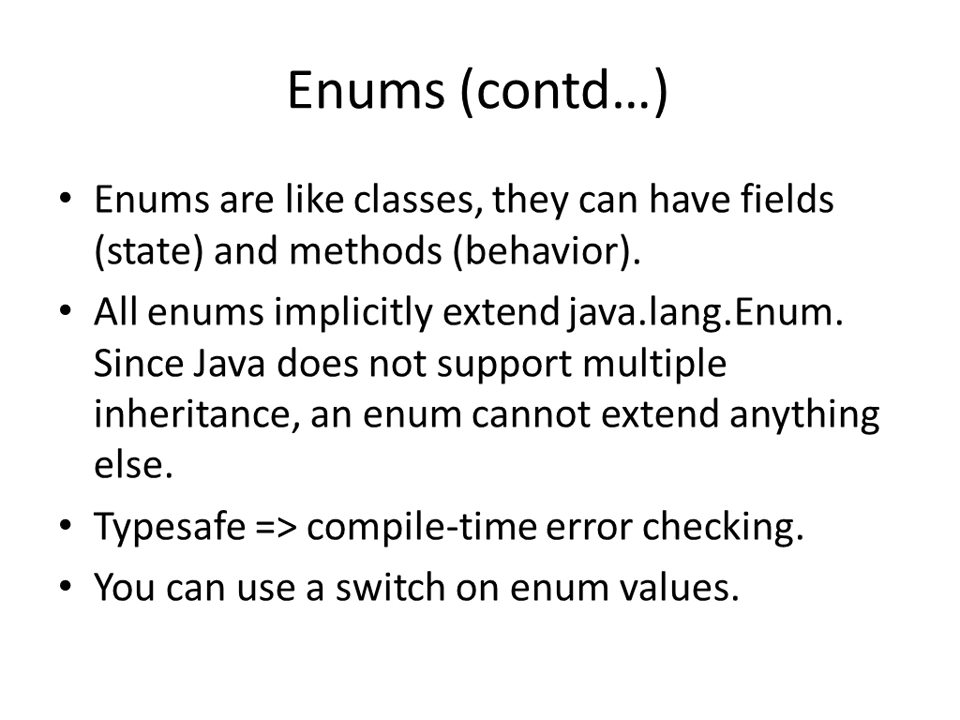 Enums (contd…)
• Enums are like classes, they can have fields
(state) and methods (behavior).
• All enums implicitly extend java.lang.Enum.
Since Java does not support multiple
inheritance, an enum cannot extend anything
else.
• Typesafe => compile-time error checking.
• You can use a switch on enum values.